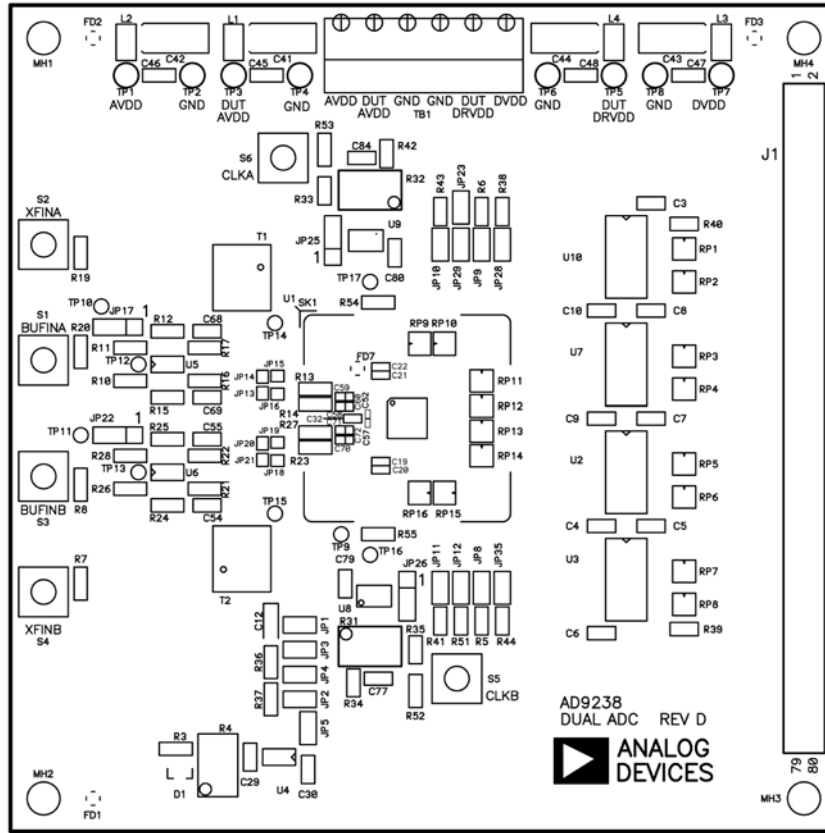 FD2
L2
L1
L4
L3
FD3
MH1
C46
C42
C45
C41
C44
C48
C43
C47
MH4
TP1
TP2
TP3
TP4
TP6
TP5
TP8
TP7
AVDD
GND
DUT
AVDD
GND
GND
DUT
DRVDD
GND
DVDD
AVDD
DUT
AVDD
GND
GND
DUT
DRVDD
DVDD
TB1
1
2
J1
R53
C84
R42
S6
CLKA
R32
R33
R43
JP23
R6
R38
S2
XFINA
R19
T1
JP25
1
U9
C80
JP10
JP29
JP9
JP28
C3
R40
U10
RP1
RP2
TP17
R54
U1
SK1
TP10
JP17
1
S1
BUFINA
R20
R12
C68
TP14
C10
C8
R11
R17
TP12
U5
R10
R16
R15
C69
RP9
RP10
FD7
C22
C21
U7
RP3
RP4
JP14
JP15
JP13
JP16
R13
R14
R27
R23
C59
C52
C32
C57
C72
C70
RP11
RP12
RP13
RP14
JP22
1
TP11
R25
C55
JP19
JP20
JP21
JP18
C9
C7
R28
R22
TP13
U6
R26
R21
R24
C54
C19
C20
U2
RP5
RP6
BUFINB
S3
R8
TP15
RP16
RP15
TP9
R55
TP16
C4
C5
R7
XFINB
S4
T2
C79
U8
JP26
1
JP11
JP12
JP8
JP35
U3
RP7
RP8
C12
JP1
R31
R35
R41
R51
R5
R44
C6
R39
R36
JP3
JP4
R37
JP2
R34
C77
R52
S5
CLKB
JP5
R3
R4
D1
C29
U4
C30
AD9238
DUAL ADC REV D
ANALOG
DEVICES
79
80
MH2
FD1
MH3